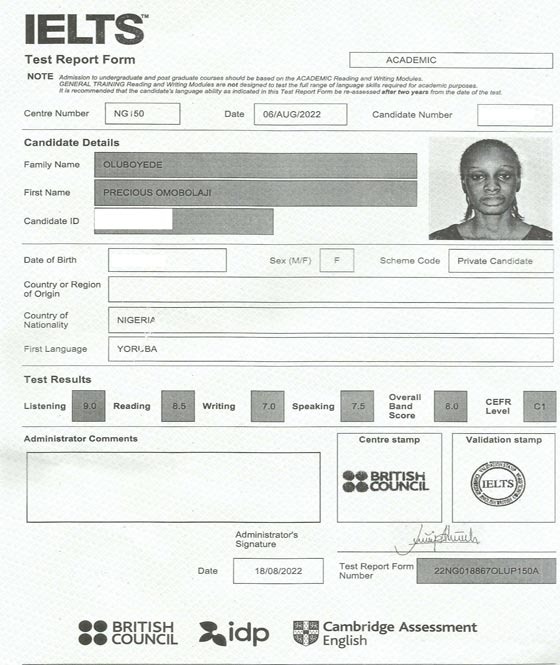 IELTS™
Test Report Form
ACADEMIC
NOTE Admission to undergraduate and post graduate courses should be based on the ACADEMIC Reading and Writing Modules.
GENERAL TRAINING Reading and Writing Modules are not designed to test the full range of language skills required for academic purposes.
It is recommended that the candidate's language ability as indicated in this Test Report Form be re-assessed after two years from the date of the test.
Centre Number Date 06/AUG/2022 Candidate Number
Candidate Details
Family Name OLUBOYEDE
First Name PRECIOUS OMOBOLAJI
Candidate ID
Date of Birth Sex (M/F) F Scheme Code Private Candidate
Country or Region
of Origin
Country of
Nationality NIGERIA
First Language YORUBA
Test Results
Listening 9.0 Reading 8.5 Writing 7.0 Speaking 7.5 Overall Band Score 8.0 CEFR Level C1
Administrator Comments
Centre stamp
Validation stamp
BRITISH
COUNCIL
IELTS
Administrator's
Signature
Date 18/08/2022
Test Report Form
Number 22NG018867OLUP150A
BRITISH
COUNCIL
idp
Cambridge Assessment
English